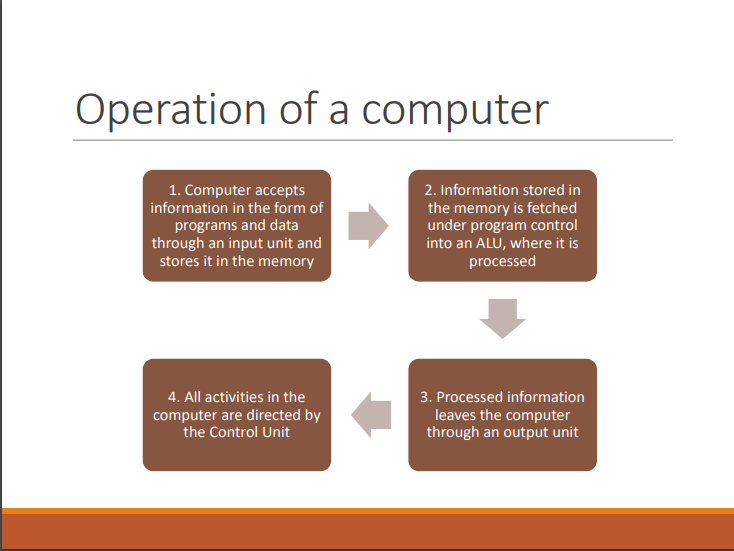 Operation of a computer
1. Computer accepts
information in the form of
programs and data
through an input unit and
stores it in the memory
2. Information stored in
the memory is fetched
under program control
into an ALU, where it is
processed
3. Processed information
leaves the computer
through an output unit
4. All activities in the
computer are directed by
the Control Unit